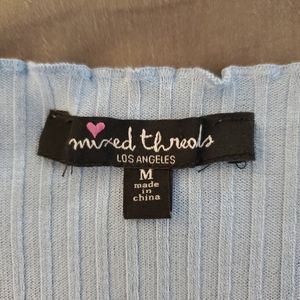 mixed threads
LOS ANGELES
M
made
in
china